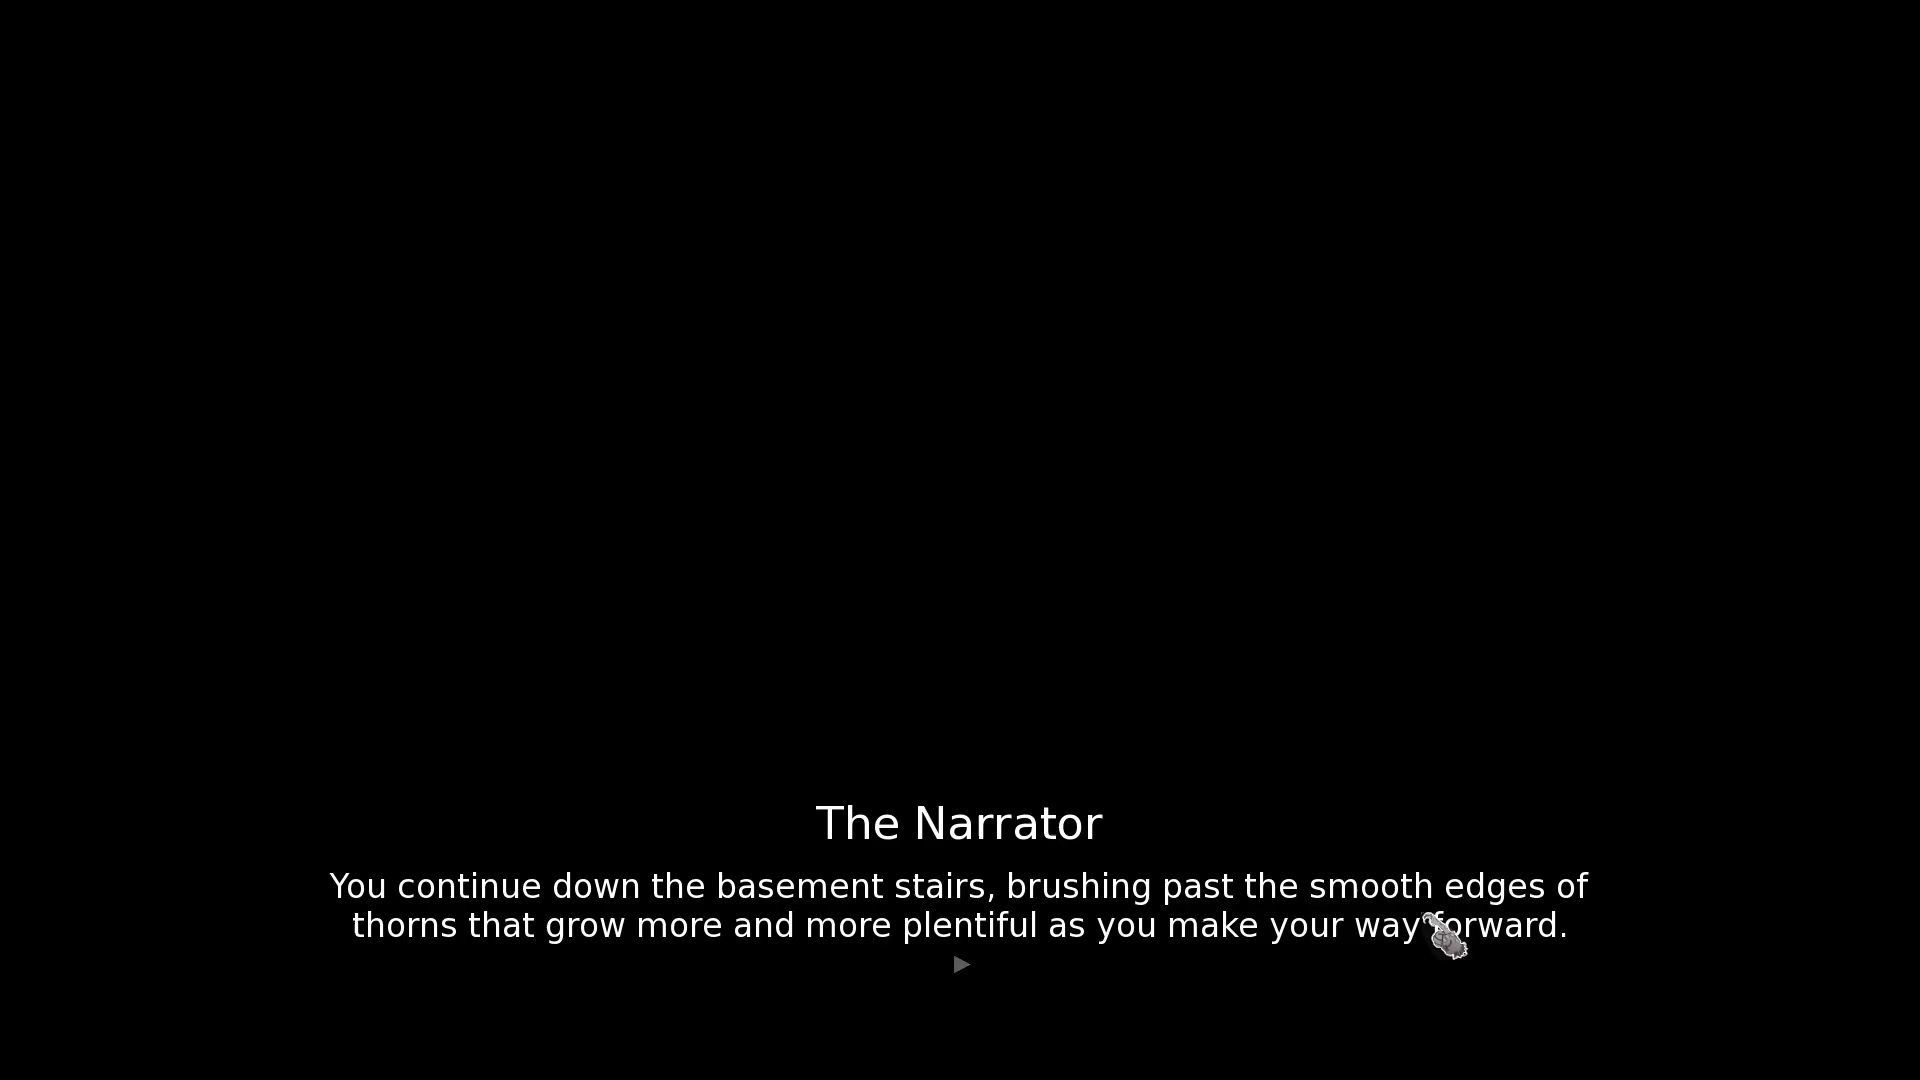 The Narrator
You continue down the basement stairs, brushing past the smooth edges of
thorns that grow more and more plentiful as you make your way forward.